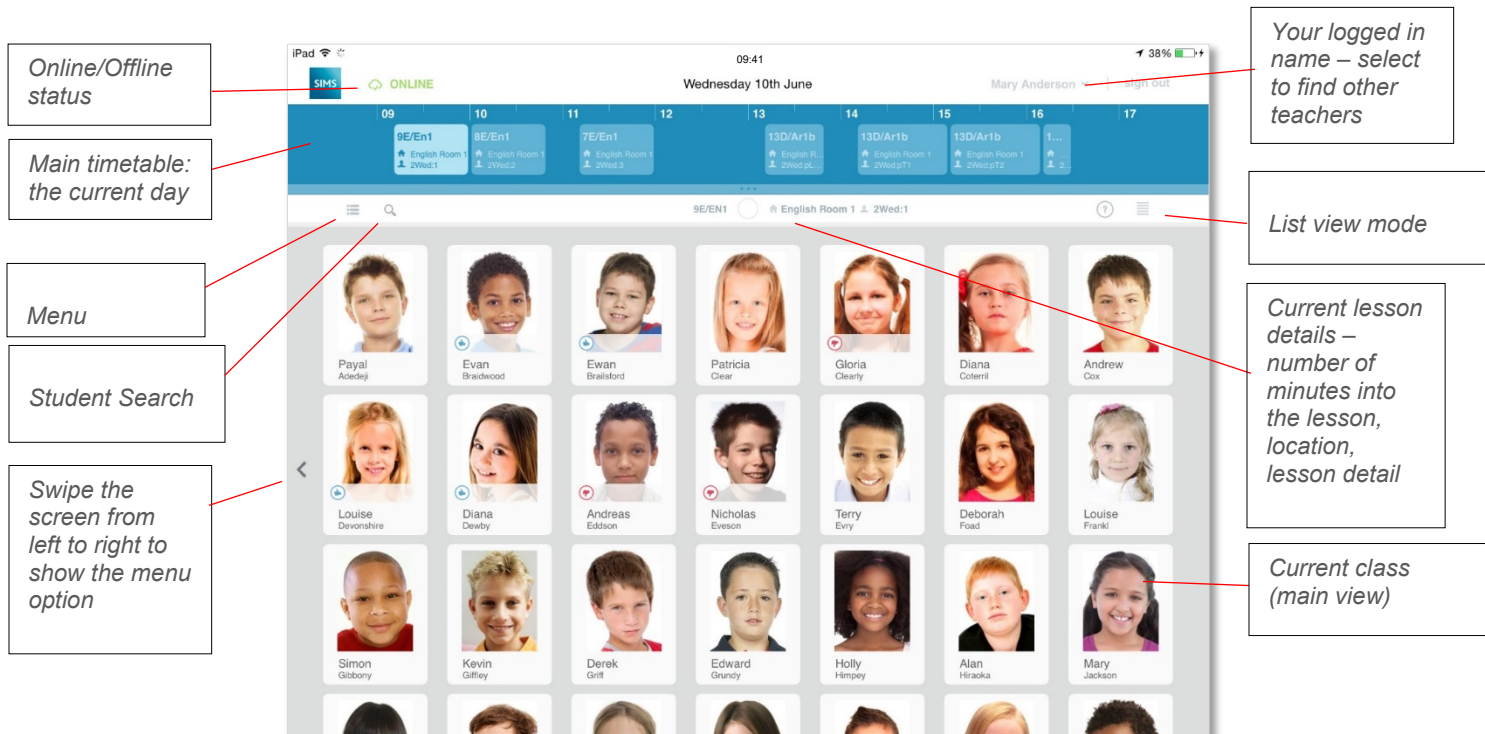 Online/Offline
status
Main timetable:
the current day
Menu
Student Search
Swipe the
screen from
left to right to
show the menu
option
iPad
09:41
38%
SIMS
ONLINE
Wednesday 10th June
Mary Anderson
sign out
09 10 11 12 13 14 15 16 17
9E/En1 8E/En1 7E/En1 13D/Ar1b 13D/Ar1b 13D/Ar1b 1...
English Room 1 English Room 1 English Room 1 English R... English Room 1 English Room 1
2Wed:1 2Wed:2 2Wed:3 2Wed:pL... 2Wed:pT1 2Wed:pT2 2...
9E/EN1 English Room 1 2Wed:1 ?
Payal Evan Ewan Patricia Gloria Diana Andrew
Adedeji Braidwood Brailsford Clear Clearly Coterril Cox
Louise Diana Andreas Nicholas Terry Deborah Louise
Devonshire Dewby Eddson Eveson Evry Foad Frankl
Simon Kevin Derek Edward Holly Alan Mary
Gibbony Giffley Griff Grundy Himpey Hiraoka Jackson
Your logged in
name – select
to find other
teachers
List view mode
Current lesson
details –
number of
minutes into
the lesson,
location,
lesson detail
Current class
(main view)